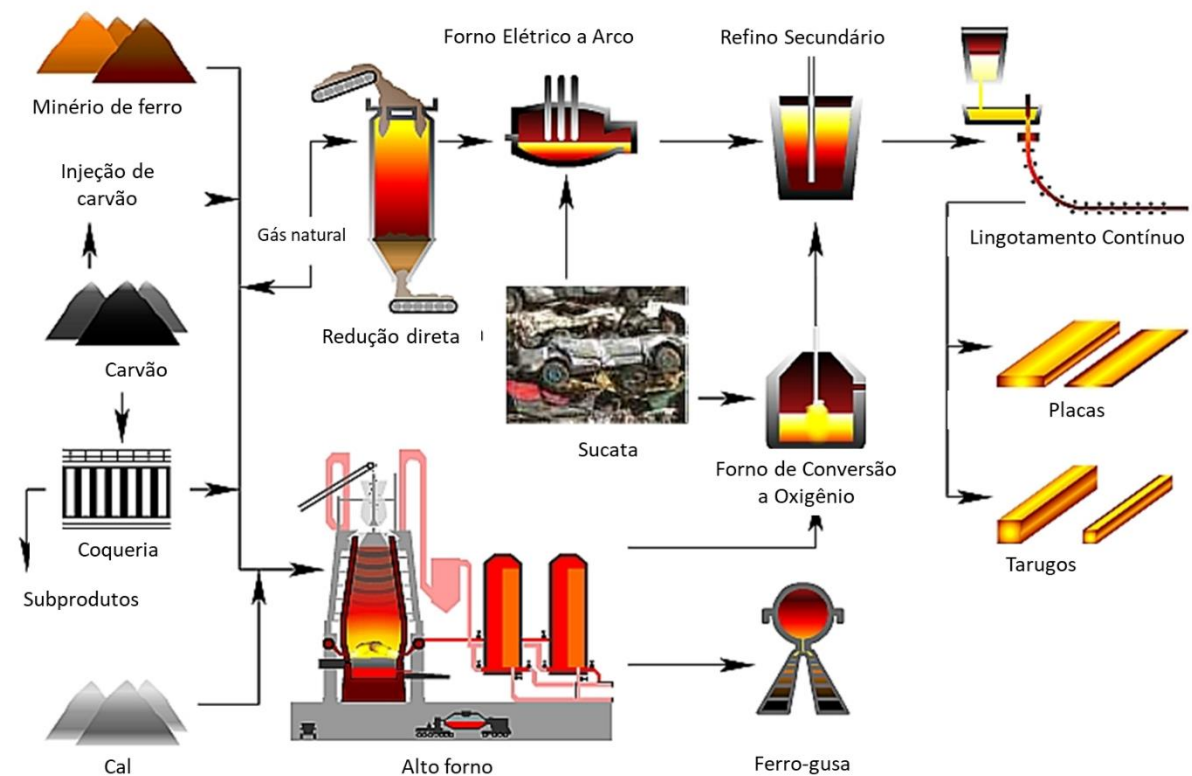 Forno Elétrico a Arco
Refino Secundário
Minério de ferro
Injeção de
carvão
Gás natural
Lingotamento Contínuo
Redução direta
Carvão
Placas
Sucata
Forno de Conversão
a Oxigênio
Coqueria
Tarugos
Subprodutos
Cal
Alto forno
Ferro-gusa